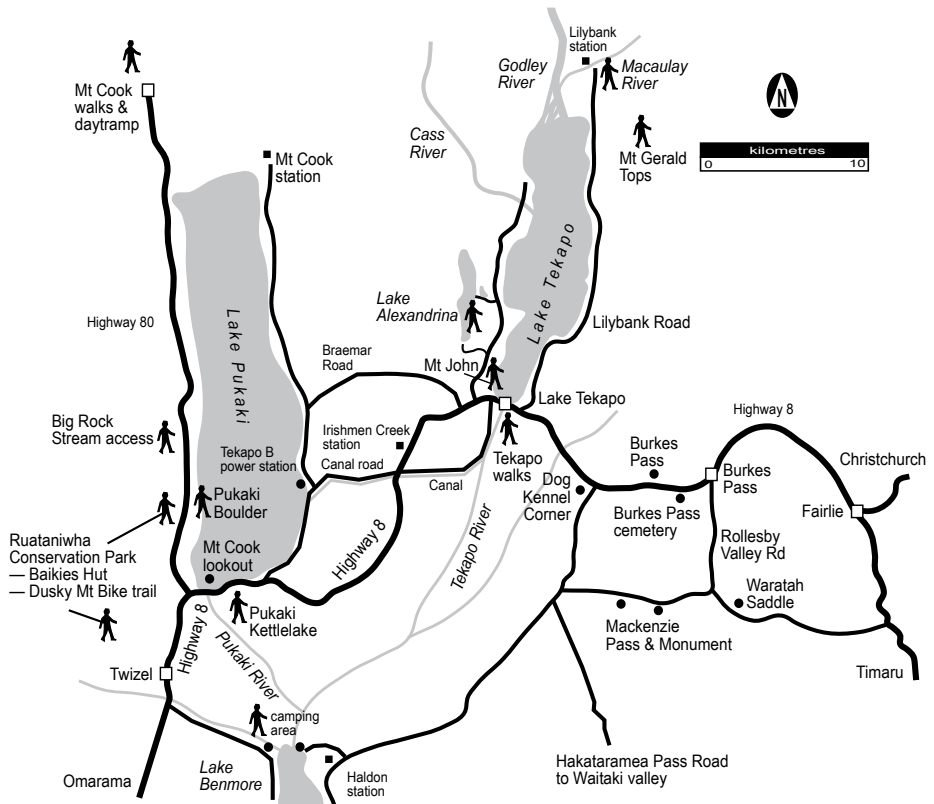 Lilybank
station
Godley
River
Macaulay
River
N
kilometres
0
10
Mt Cook
walks &
daytramp
Cass
River
Mt Gerald
Tops
Mt Cook
station
Lake Tekapo
Lake
Alexandrina
Highway 80
Lake Pukaki
Lilybank Road
Braemar
Road
Mt John
Lake Tekapo
Highway 8
Big Rock
Stream access
Irishmen Creek
station
Tekapo B
power station
Canal road
Canal
Tekapo
walks
Burkes
Pass
Christchurch
Dog
Kennel
Corner
Burkes
Pass
Pukaki
Boulder
Burkes Pass
cemetery
Fairlie
Ruataniwha
Conservation Park
— Baikies Hut
— Dusky Mt Bike trail
Mt Cook
lookout
Highway 8
Tekapo River
Rollesby
Valley Rd
Waratah
Saddle
Pukaki
Kettlelake
Mackenzie
Pass & Monument
Highway 8
Twizel
Pukaki River
Timaru
camping
area
Omarama
Lake
Benmore
Haldon
station
Hakataramea Pass Road
to Waitaki valley